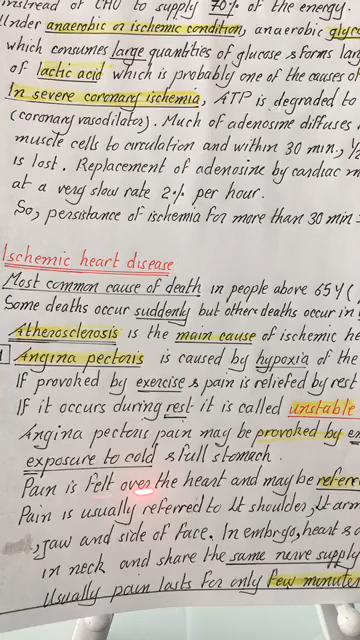 instead of CHO to supply 70% of the energy.
Under anaerobic or ischemic condition, anaerobic
which consumes large quantities of glucose & forms
of lactic acid which is probably one of the causes of
In severe coronary ischemia, ATP is degraded to
(coronary vasodilator). Much of adenosine diffuses
muscle cells to circulation and within 30 min.,
is lost. Replacement of adenosine by cardiac
at a very slow rate 2% per hour.
So, persistance of ischemia for more than 30 min
Ischemic heart disease
Most common cause of death in people above 65Y (
Some deaths occur suddenly but other deaths occur in
Atherosclerosis is the main cause of ischemic
Angina pectoris is caused by hypoxia of the
If provoked by exercise & pain is reliefed by rest
If it occurs during rest it is called unstable
Angina pectoris pain may be provoked by
exposure to cold & full stomach.
Pain is felt over the heart and may be
Pain is usually referred to Lt shoulder, Lt arm
, jaw and side of face. In embryo, heart &
in neck and share the same nerve supply
Usually pain lasts for only few minutes